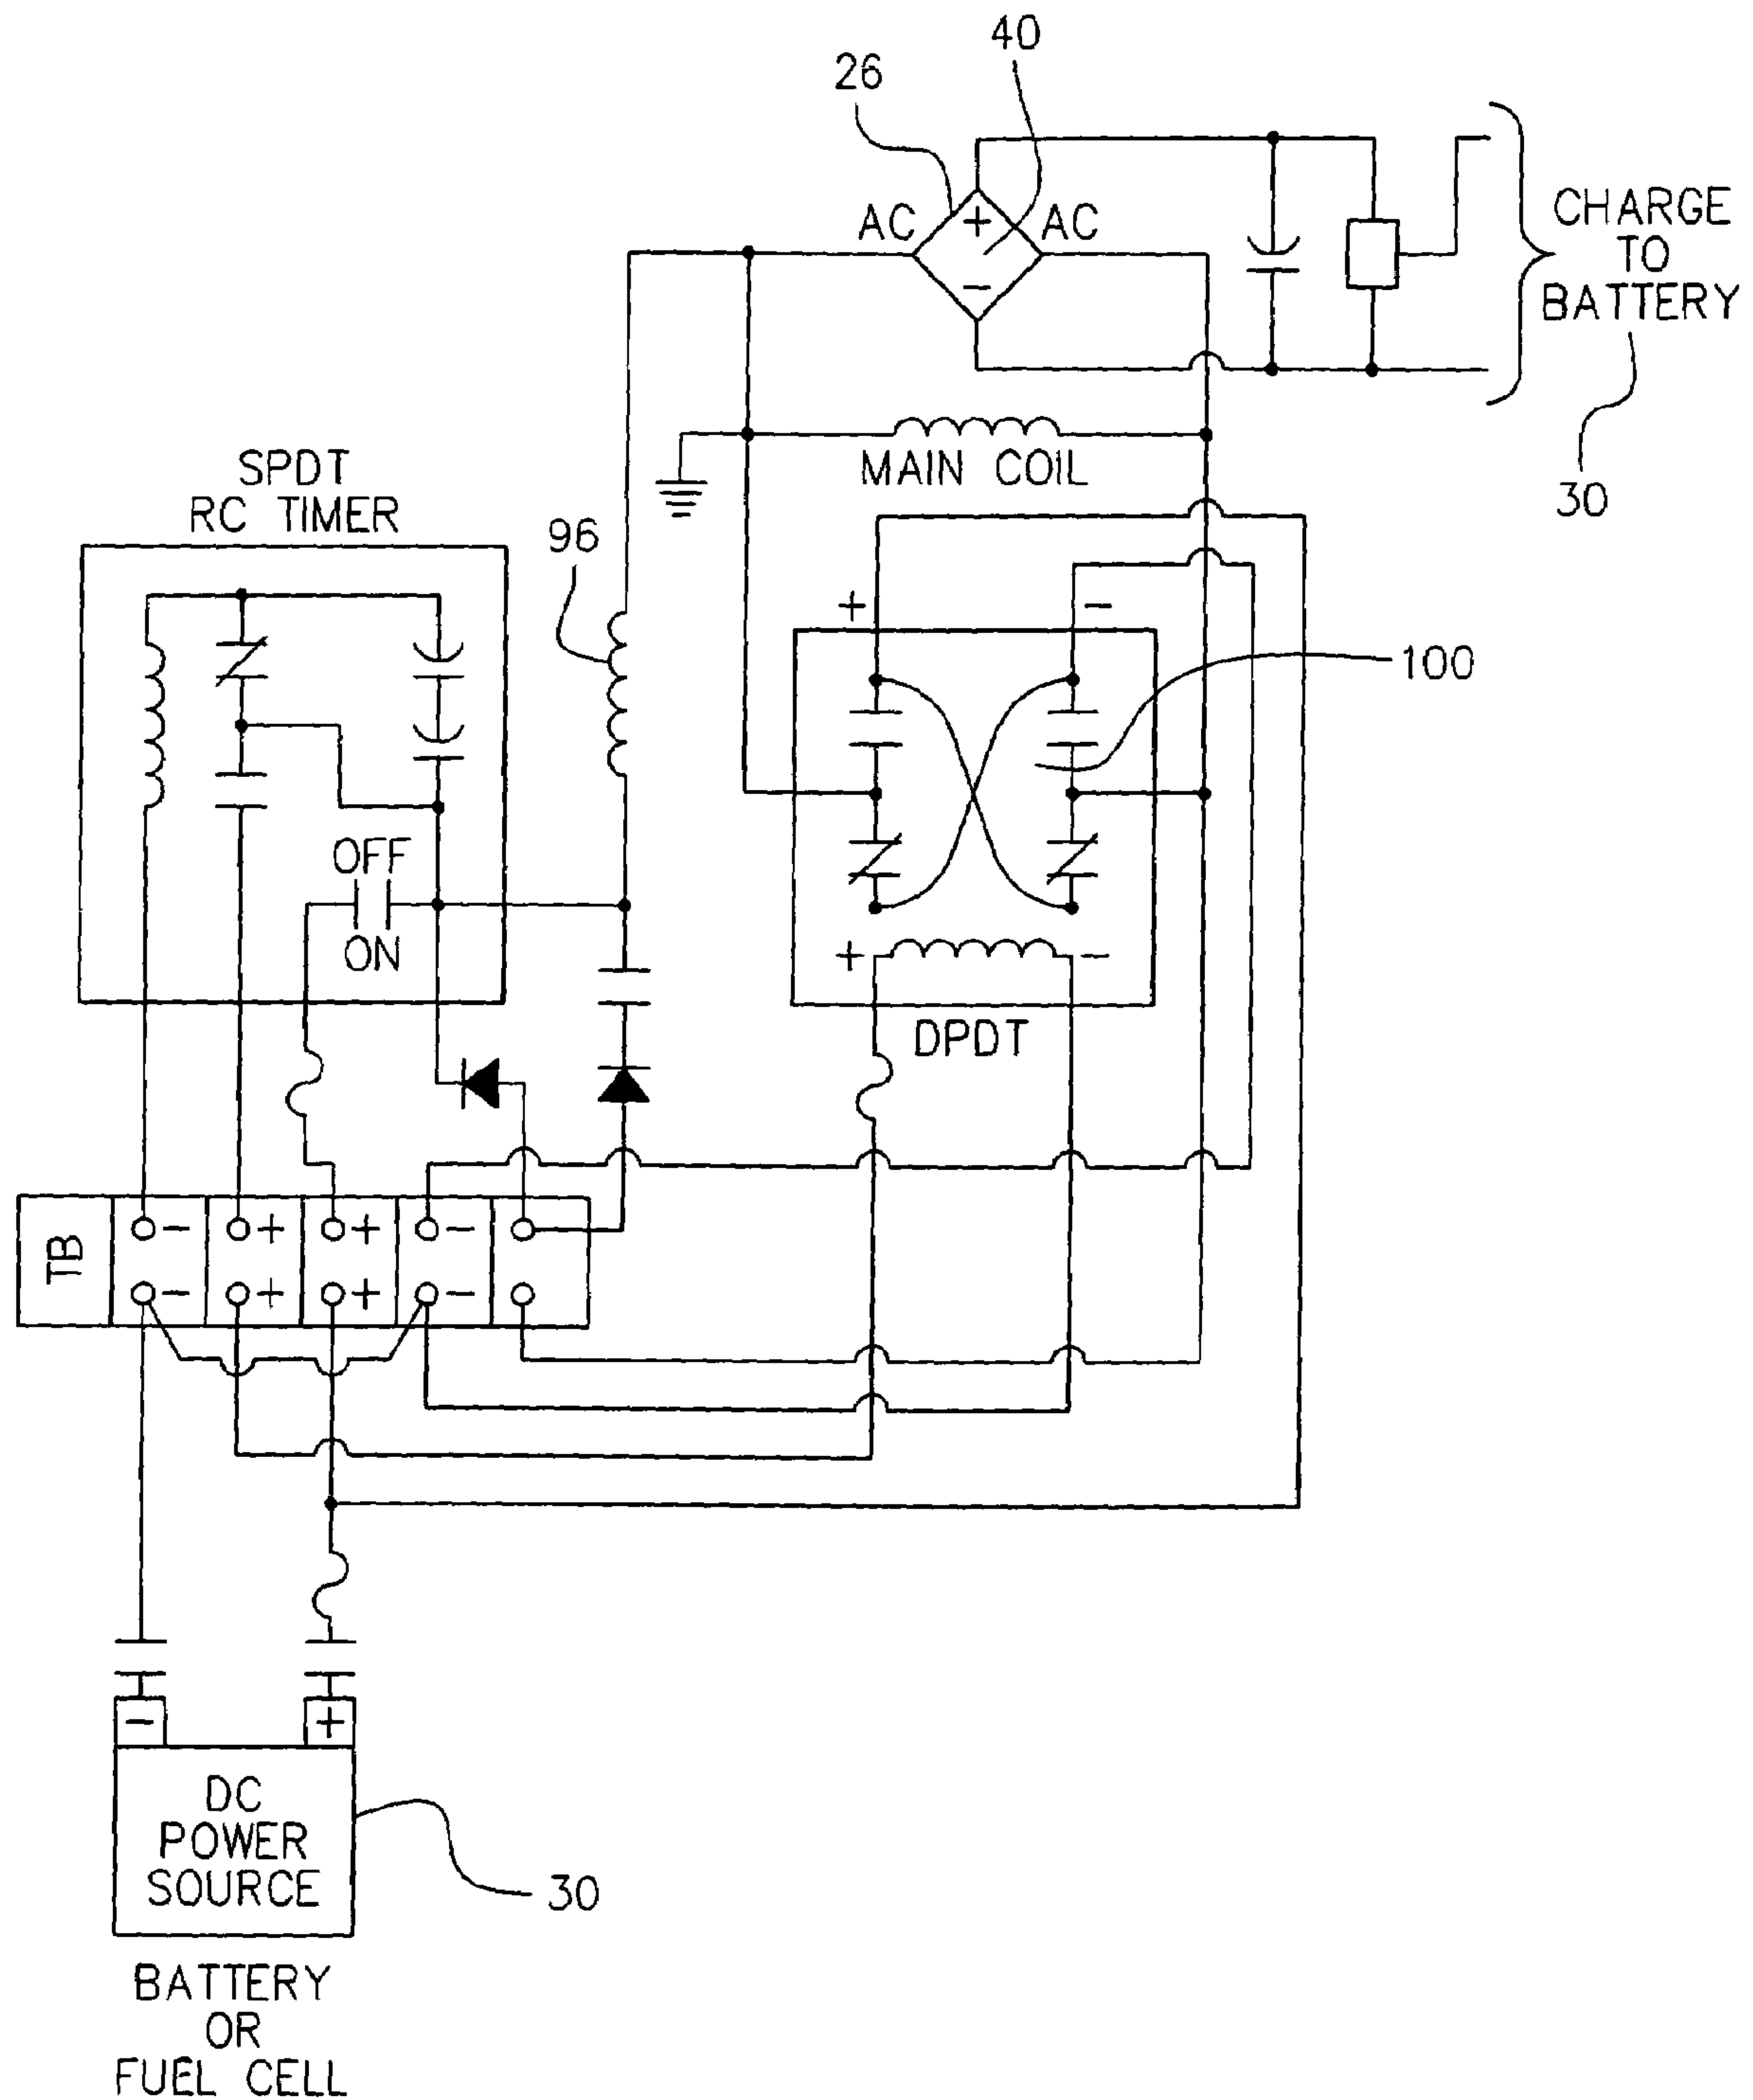 40
26
AC
+
AC
−
CHARGE
TO
BATTERY
30
MAIN COIL
SPDT
RC TIMER
96
+
−
100
OFF
ON
+
−
DPDT
TB
− + + −
− + + −
−
+
DC
POWER
SOURCE
30
BATTERY
OR
FUEL CELL